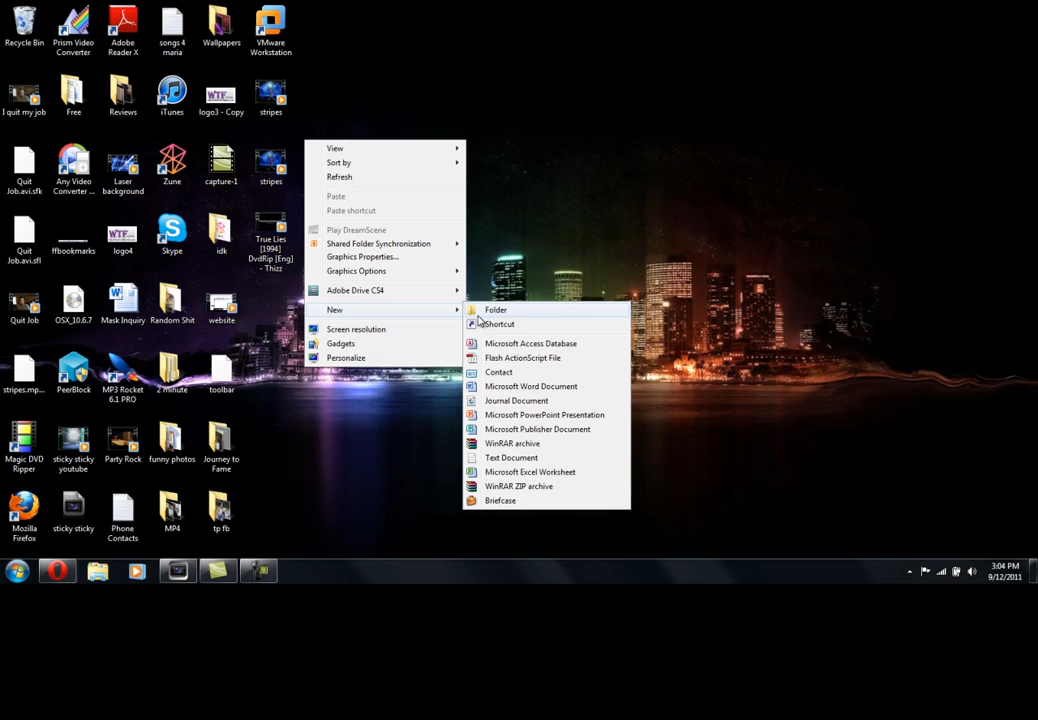 Recycle Bin
Prism Video
Converter
Adobe
Reader X
songs 4
maria
Wallpapers
VMware
Workstation
I quit my job
Free
Reviews
iTunes
logo3 - Copy
stripes
Quit
Job.avi.sfk
Any Video
Converter ...
Laser
background
Zune
capture-1
stripes
Quit
Job.avi.sfl
ffbookmarks
logo4
Skype
idk
True Lies
[1994]
DvdRip [Eng]
- Thizz
Quit Job
OSX_10.6.7
Mask Inquiry
Random Shit
website
stripes.mp...
PeerBlock
MP3 Rocket
6.1 PRO
2 minute
toolbar
Magic DVD
Ripper
sticky sticky
youtube
Party Rock
funny photos
Journey to
Fame
Mozilla
Firefox
sticky sticky
Phone
Contacts
MP4
tp fb
View
Sort by
Refresh
Paste
Paste shortcut
Play DreamScene
Shared Folder Synchronization
Graphics Properties...
Graphics Options
Adobe Drive CS4
New
Screen resolution
Gadgets
Personalize
Folder
Shortcut
Microsoft Access Database
Flash ActionScript File
Contact
Microsoft Word Document
Journal Document
Microsoft PowerPoint Presentation
Microsoft Publisher Document
WinRAR archive
Text Document
Microsoft Excel Worksheet
WinRAR ZIP archive
Briefcase
3:04 PM
9/12/2011